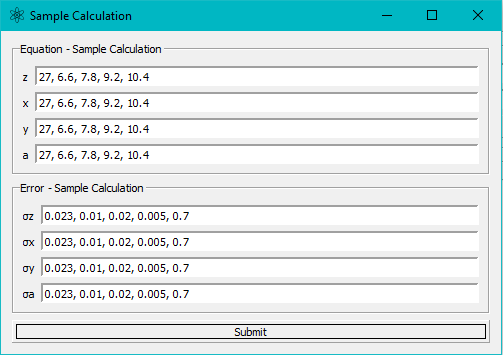 Sample Calculation
Equation - Sample Calculation
z 27, 6.6, 7.8, 9.2, 10.4
x 27, 6.6, 7.8, 9.2, 10.4
y 27, 6.6, 7.8, 9.2, 10.4
a 27, 6.6, 7.8, 9.2, 10.4
Error - Sample Calculation
σz 0.023, 0.01, 0.02, 0.005, 0.7
σx 0.023, 0.01, 0.02, 0.005, 0.7
σy 0.023, 0.01, 0.02, 0.005, 0.7
σa 0.023, 0.01, 0.02, 0.005, 0.7
Submit